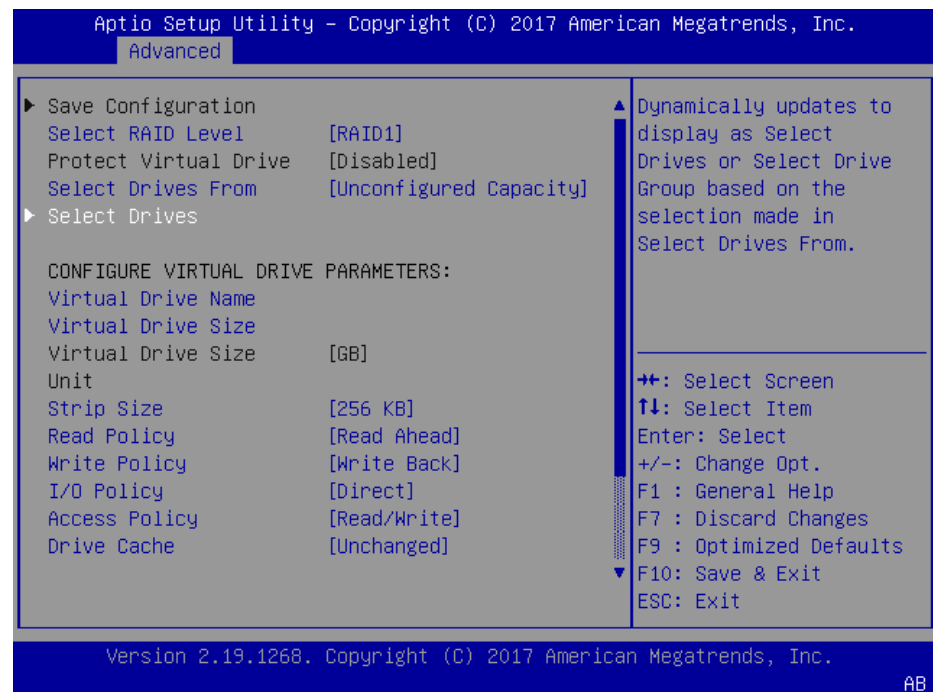 Aptio Setup Utility – Copyright (C) 2017 American Megatrends, Inc.
Advanced
Save Configuration
Select RAID Level [RAID1]
Protect Virtual Drive [Disabled]
Select Drives From [Unconfigured Capacity]
Select Drives
CONFIGURE VIRTUAL DRIVE PARAMETERS:
Virtual Drive Name
Virtual Drive Size
Virtual Drive Size [GB]
Unit
Strip Size [256 KB]
Read Policy [Read Ahead]
Write Policy [Write Back]
I/O Policy [Direct]
Access Policy [Read/Write]
Drive Cache [Unchanged]
Dynamically updates to
display as Select
Drives or Select Drive
Group based on the
selection made in
Select Drives From.
→←: Select Screen
↑↓: Select Item
Enter: Select
+/-: Change Opt.
F1 : General Help
F7 : Discard Changes
F9 : Optimized Defaults
F10: Save & Exit
ESC: Exit
Version 2.19.1268. Copyright (C) 2017 American Megatrends, Inc.
AB